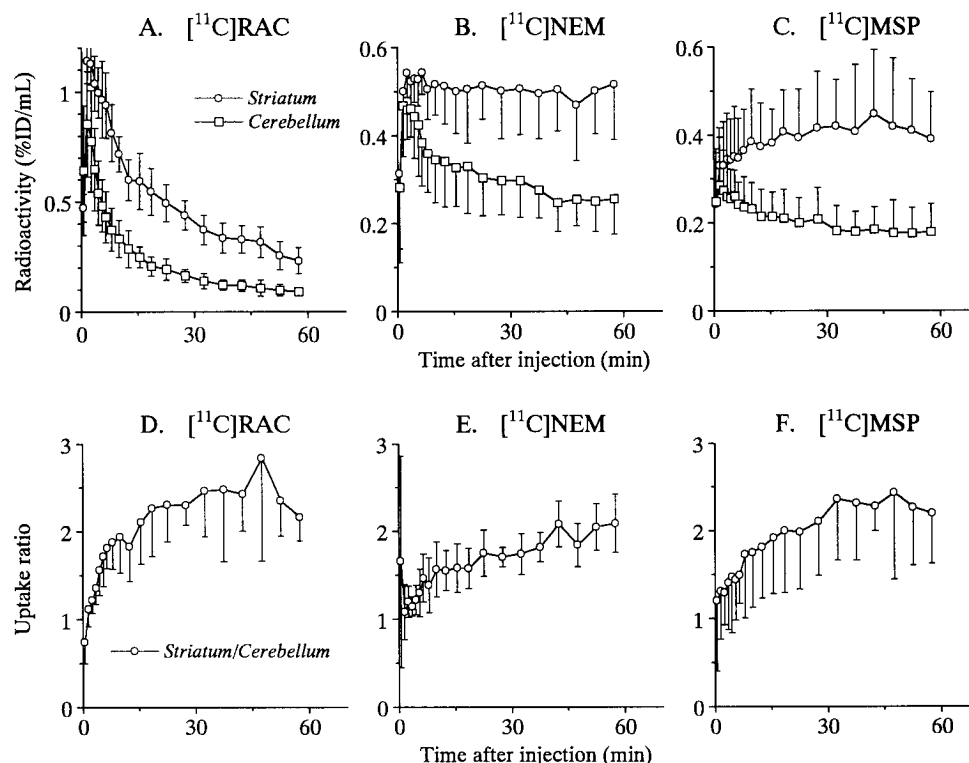 A. [¹¹C]RAC
B. [¹¹C]NEM
C. [¹¹C]MSP
Radioactivity (%ID/mL)
1
0.5
0
0 30 60
Striatum
Cerebellum
0.6
0.4
0.2
0
0 30 60
0.6
0.4
0.2
0
0 30 60
Time after injection (min)
D. [¹¹C]RAC
E. [¹¹C]NEM
F. [¹¹C]MSP
Uptake ratio
3
2
1
0
0 30 60
Striatum/Cerebellum
3
2
1
0
0 30 60
3
2
1
0
0 30 60
Time after injection (min)